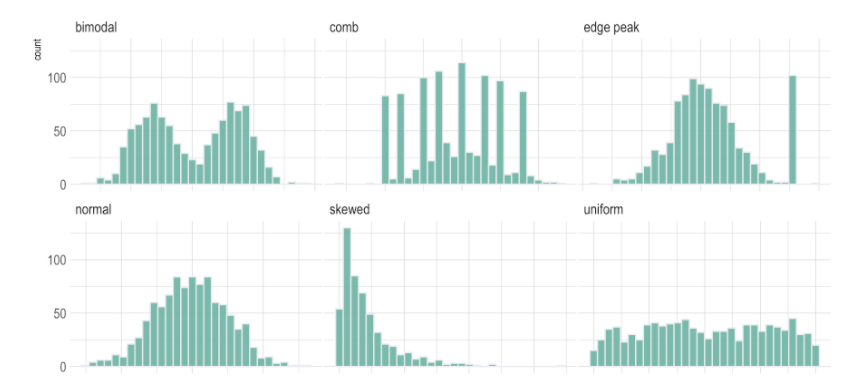 bimodal comb edge peak
count
100
50
0
normal skewed uniform
100
50
0